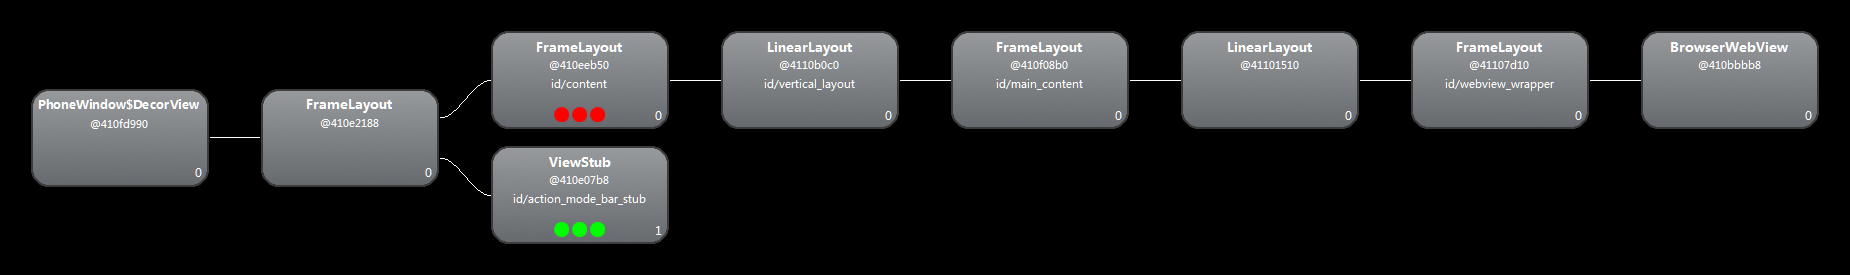 PhoneWindow$DecorView
@410fd990
0
FrameLayout
@410e2188
0
FrameLayout
@410eeb50
id/content
0
ViewStub
@410e07b8
id/action_mode_bar_stub
1
LinearLayout
@4110b0c0
id/vertical_layout
0
FrameLayout
@410f08b0
id/main_content
0
LinearLayout
@41101510
0
FrameLayout
@41107d10
id/webview_wrapper
0
BrowserWebView
@410bbbb8
0